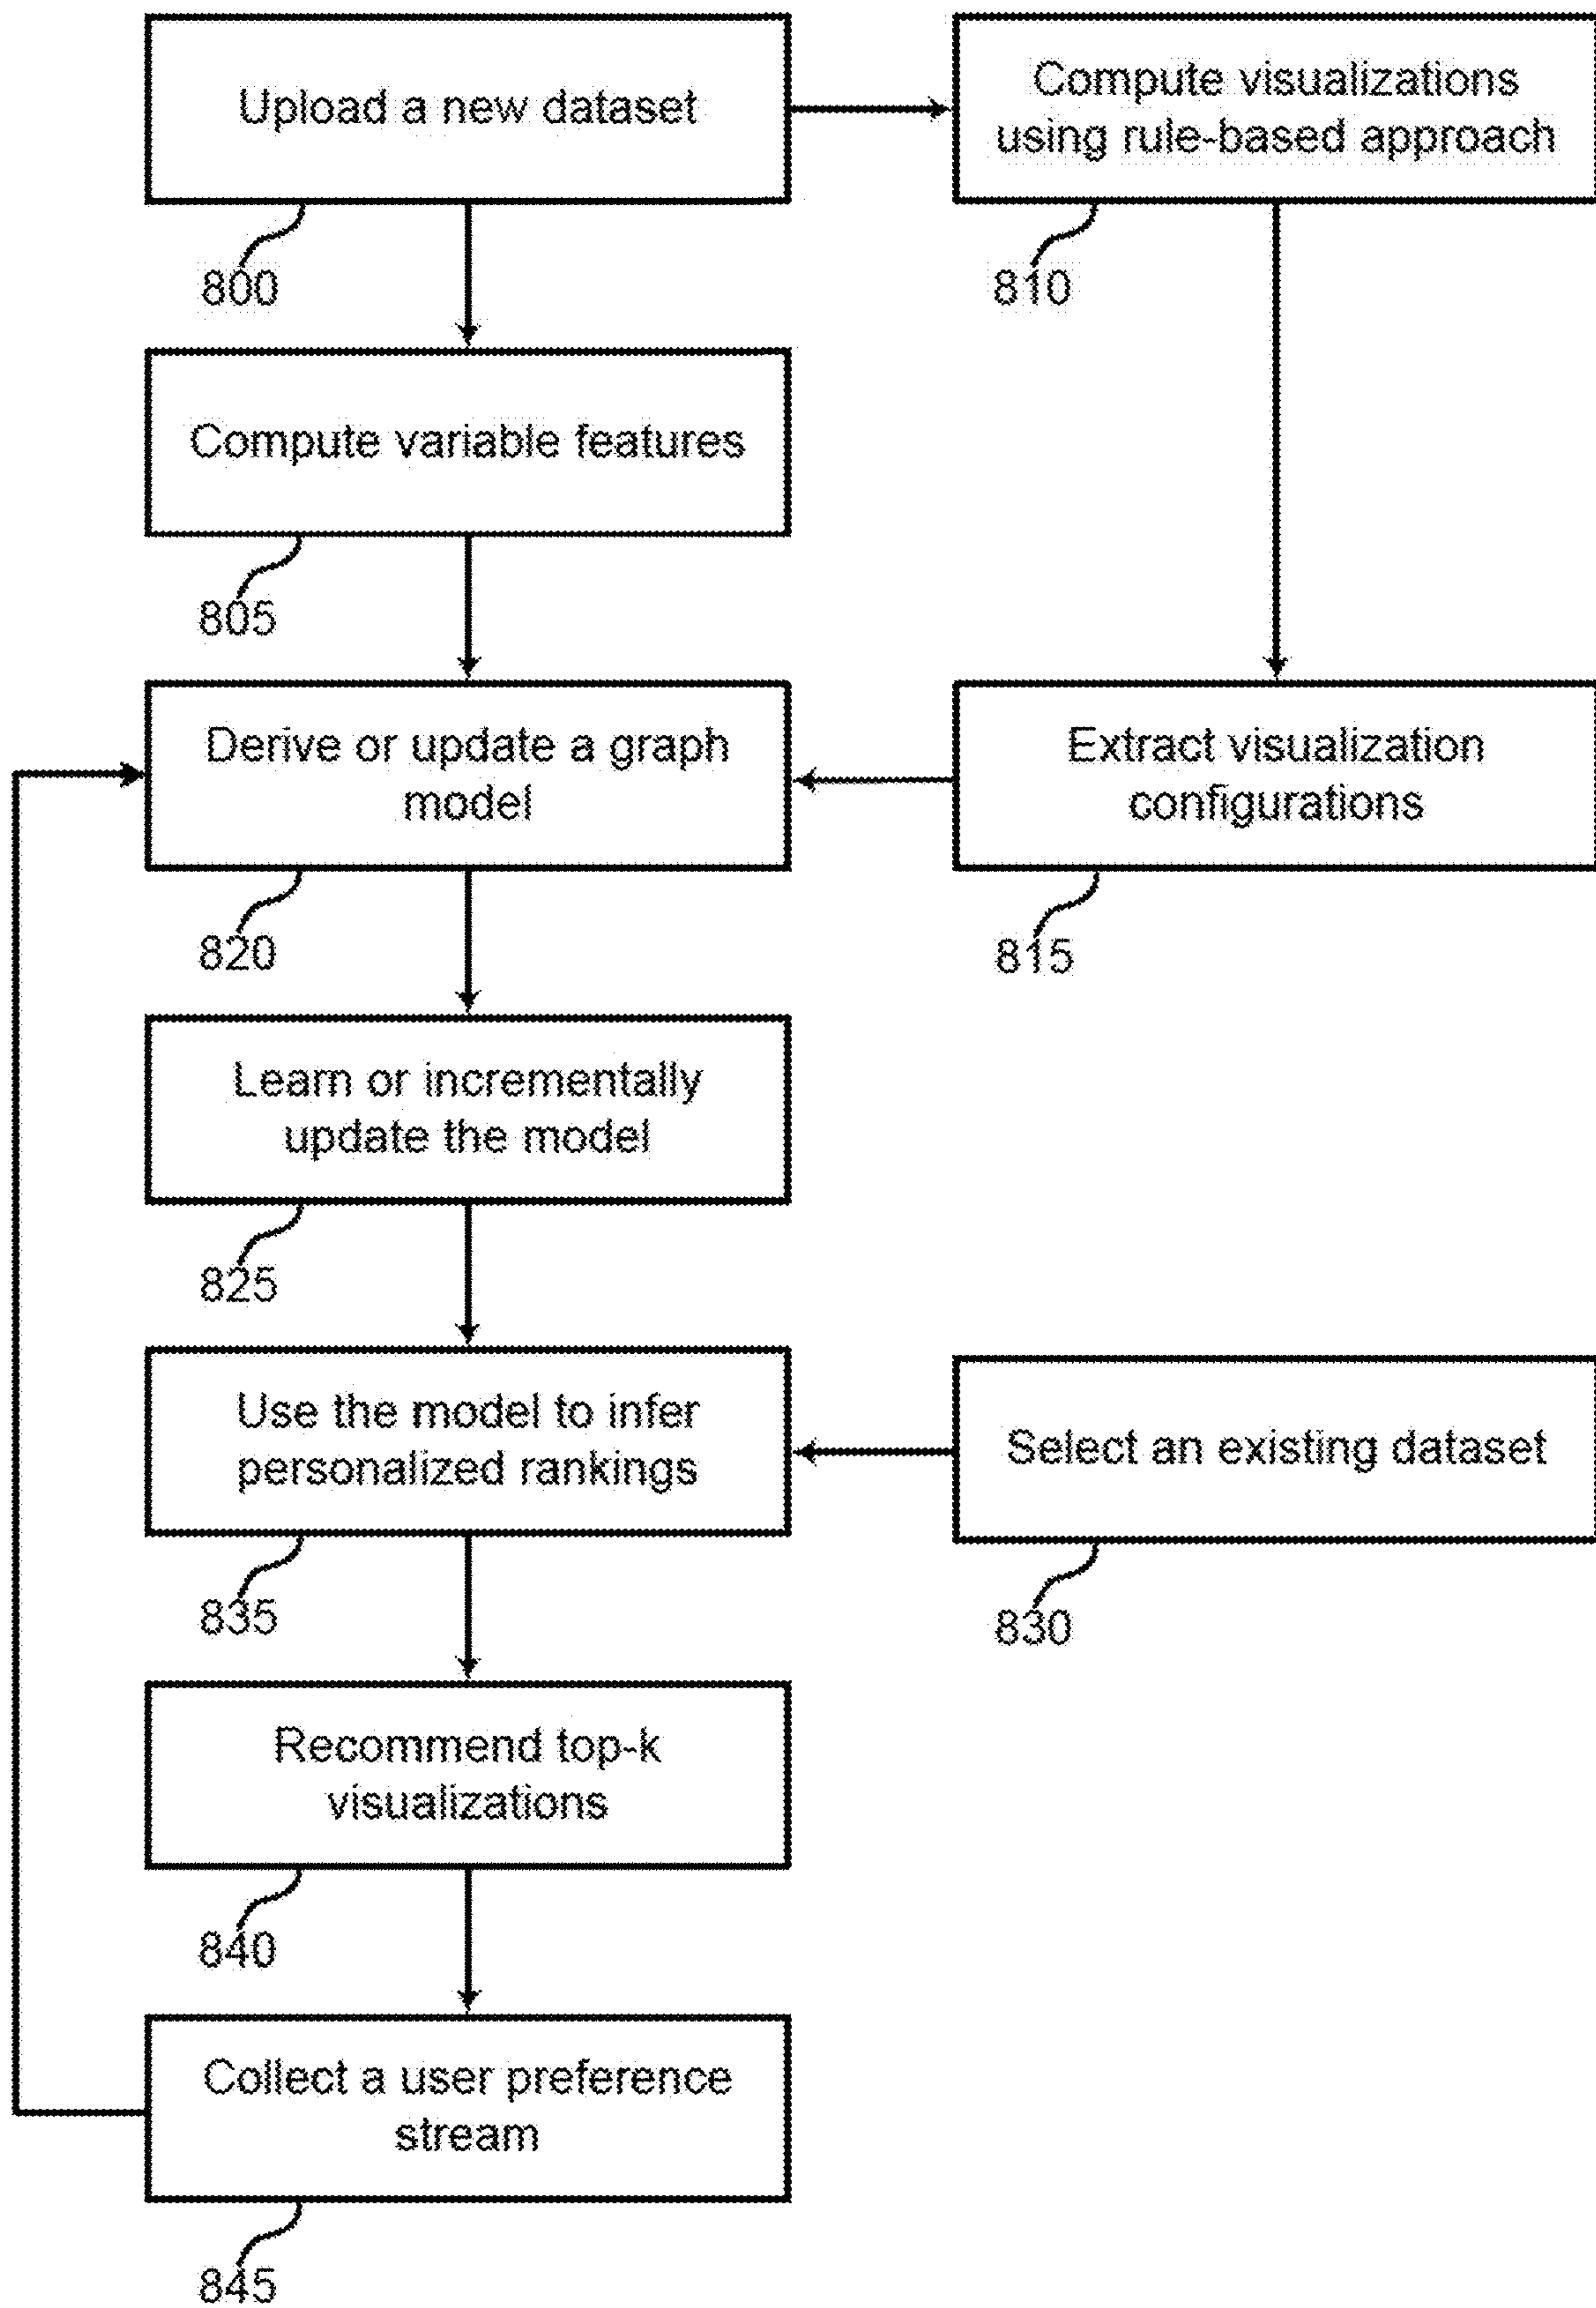 Upload a new dataset
800
Compute visualizations
using rule-based approach
810
Compute variable features
805
Derive or update a graph
model
820
Extract visualization
configurations
815
Learn or incrementally
update the model
825
Use the model to infer
personalized rankings
835
Select an existing dataset
830
Recommend top-k
visualizations
840
Collect a user preference
stream
845